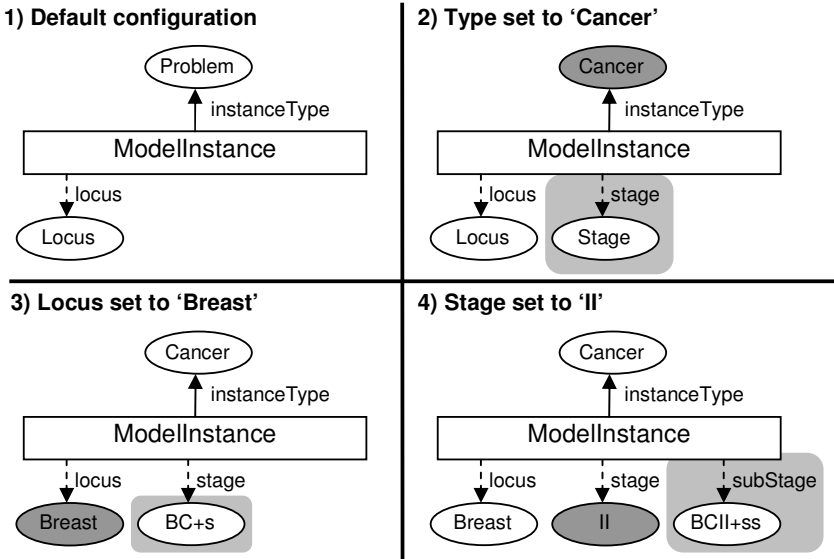 1) Default configuration
Problem
instanceType
ModelInstance
locus
Locus
2) Type set to ‘Cancer’
Cancer
instanceType
ModelInstance
locus
stage
Locus
Stage
3) Locus set to ‘Breast’
Cancer
instanceType
ModelInstance
locus
stage
Breast
BC+s
4) Stage set to ‘II’
Cancer
instanceType
ModelInstance
locus
stage
subStage
Breast
II
BCII+ss